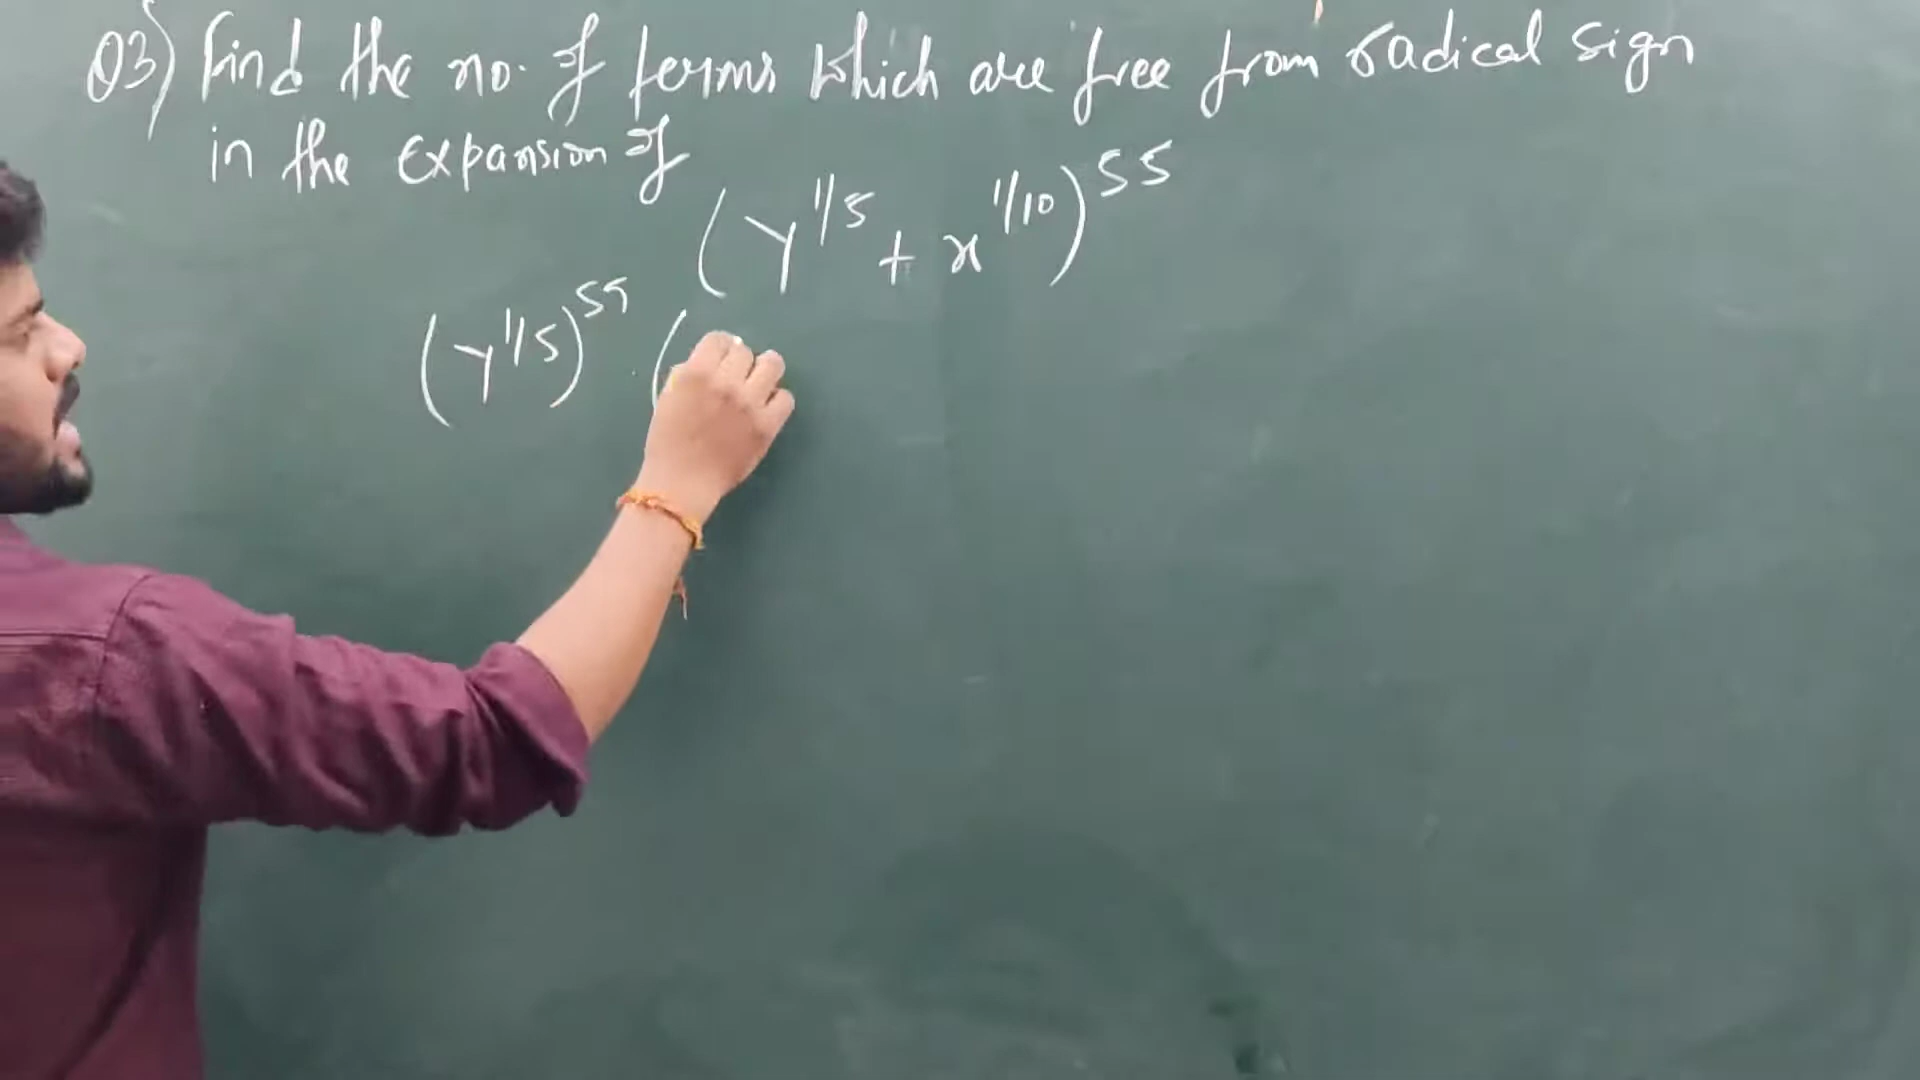 Q3) Find the no. of terms which are free from radical sign
in the expansion of
(y^1/5 + x^1/10)^55
(y^1/5)^55 . (